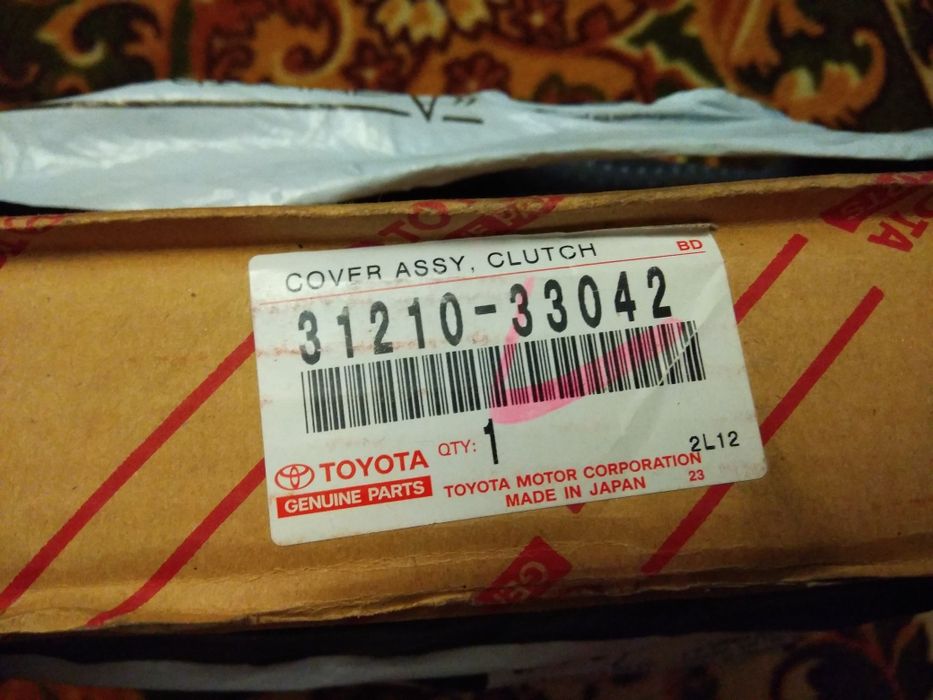 COVER ASSY, CLUTCH
BD
31210-33042
QTY: 1
2L12
TOYOTA
GENUINE PARTS
TOYOTA MOTOR CORPORATION
MADE IN JAPAN
23